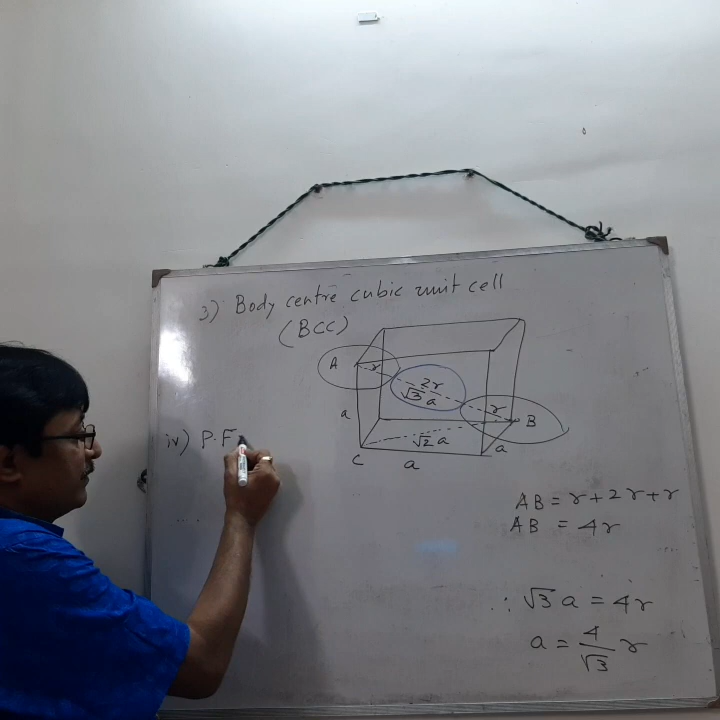 3) Body centre cubic unit cell
(BCC)
A
r
2r
√3 a
r
B
a
√2 a
a
C
a
iv) P.F
AB = r + 2r + r
AB = 4r
∴ √3 a = 4r
a = 4/√3 r